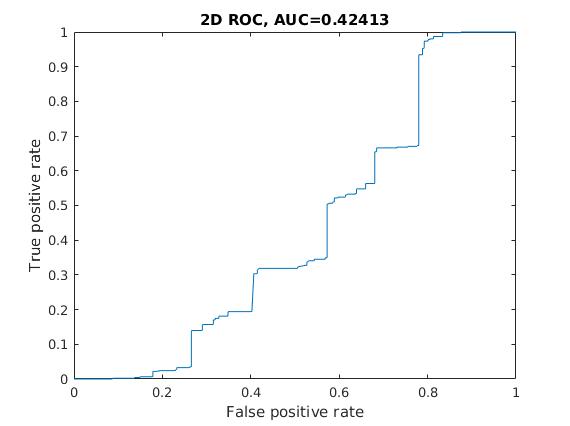 2D ROC, AUC=0.42413
1
0.9
0.8
0.7
0.6
0.5
0.4
0.3
0.2
0.1
0
True positive rate
0 0.2 0.4 0.6 0.8 1
False positive rate